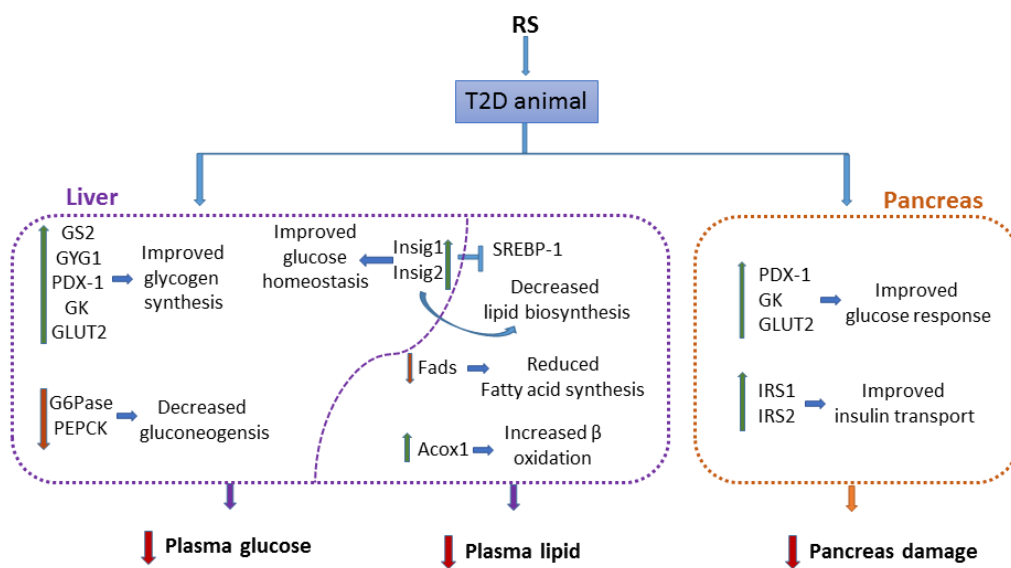 RS
T2D animal
Liver
GS2
GYG1
PDX-1
GK
GLUT2
Improved
glycogen
synthesis
G6Pase
PEPCK
Decreased
gluconeogensis
Improved
glucose
homeostasis
Insig1
Insig2
SREBP-1
Decreased
lipid biosynthesis
Fads
Reduced
Fatty acid synthesis
Acox1
Increased β
oxidation
Pancreas
PDX-1
GK
GLUT2
Improved
glucose response
IRS1
IRS2
Improved
insulin transport
Plasma glucose
Plasma lipid
Pancreas damage